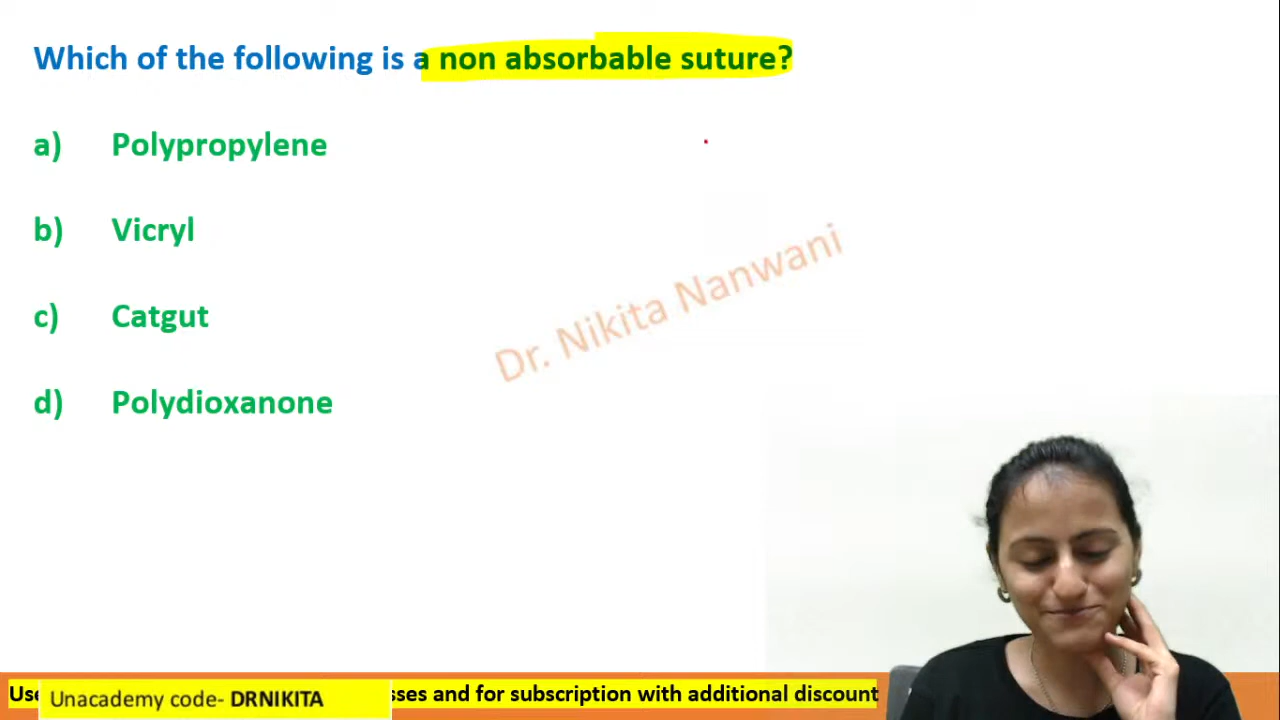 Which of the following is a non absorbable suture?
a) Polypropylene
b) Vicryl
c) Catgut
d) Polydioxanone
Dr. Nikita Nanwani
and for subscription with additional discount
Unacademy code- DRNIKITA